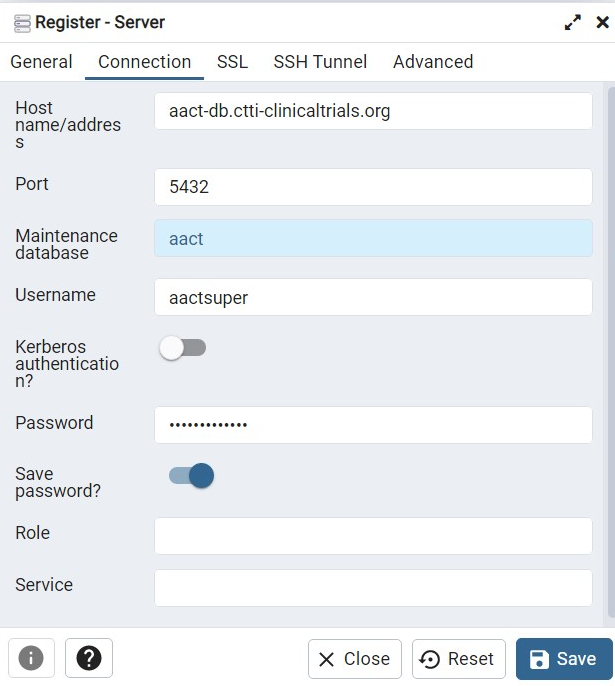 Register - Server
General Connection SSL SSH Tunnel Advanced
Host
name/addres
s
aact-db.ctti-clinicaltrials.org
Port
5432
Maintenance
database
aact
Username
aactsuper
Kerberos
authenticatio
n?
Password
•••••••••••••
Save
password?
Role
Service
Close
Reset
Save